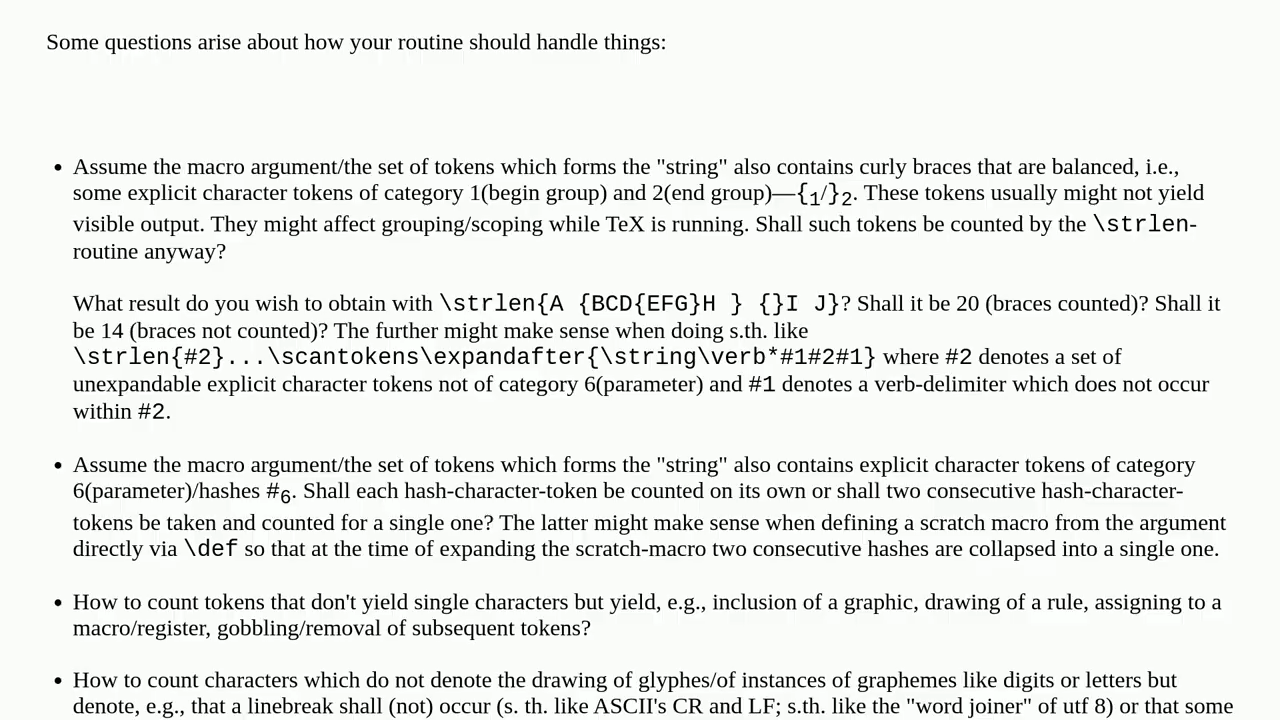 Some questions arise about how your routine should handle things:
• Assume the macro argument/the set of tokens which forms the "string" also contains curly braces that are balanced, i.e.,
some explicit character tokens of category 1(begin group) and 2(end group)—{1/}2. These tokens usually might not yield
visible output. They might affect grouping/scoping while TeX is running. Shall such tokens be counted by the \strlen-
routine anyway?
What result do you wish to obtain with \strlen{A {BCD{EFG}H } {}I J}? Shall it be 20 (braces counted)? Shall it
be 14 (braces not counted)? The further might make sense when doing s.th. like
\strlen{#2}...\scantokens\expandafter{\string\verb*#1#2#1} where #2 denotes a set of
unexpandable explicit character tokens not of category 6(parameter) and #1 denotes a verb-delimiter which does not occur
within #2.
• Assume the macro argument/the set of tokens which forms the "string" also contains explicit character tokens of category
6(parameter)/hashes #6. Shall each hash-character-token be counted on its own or shall two consecutive hash-character-
tokens be taken and counted for a single one? The latter might make sense when defining a scratch macro from the argument
directly via \def so that at the time of expanding the scratch-macro two consecutive hashes are collapsed into a single one.
• How to count tokens that don't yield single characters but yield, e.g., inclusion of a graphic, drawing of a rule, assigning to a
macro/register, gobbling/removal of subsequent tokens?
• How to count characters which do not denote the drawing of glyphes/of instances of graphemes like digits or letters but
denote, e.g., that a linebreak shall (not) occur (s. th. like ASCII's CR and LF; s.th. like the "word joiner" of utf 8) or that some